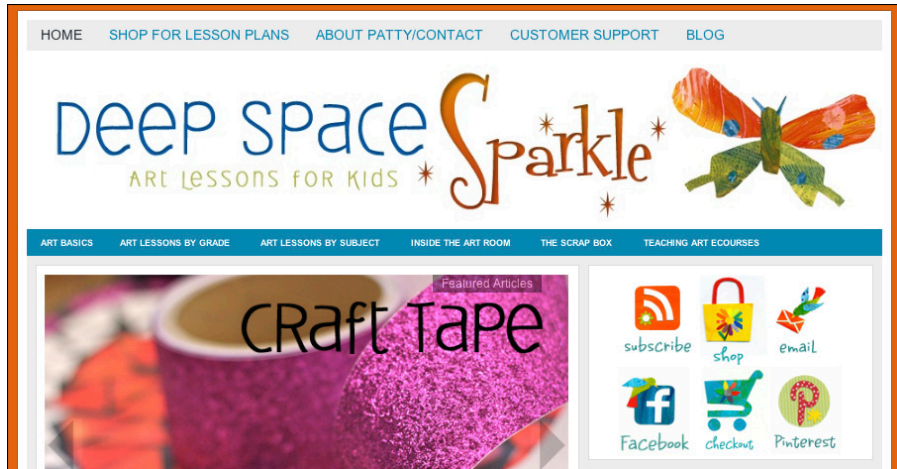 HOME SHOP FOR LESSON PLANS ABOUT PATTY/CONTACT CUSTOMER SUPPORT BLOG
Deep Space Sparkle
Art Lessons for Kids
ART BASICS ART LESSONS BY GRADE ART LESSONS BY SUBJECT INSIDE THE ART ROOM THE SCRAP BOX TEACHING ART ECOURSES
Featured Articles
CRaft TaPe
subscribe shop email
Facebook checkout Pinterest